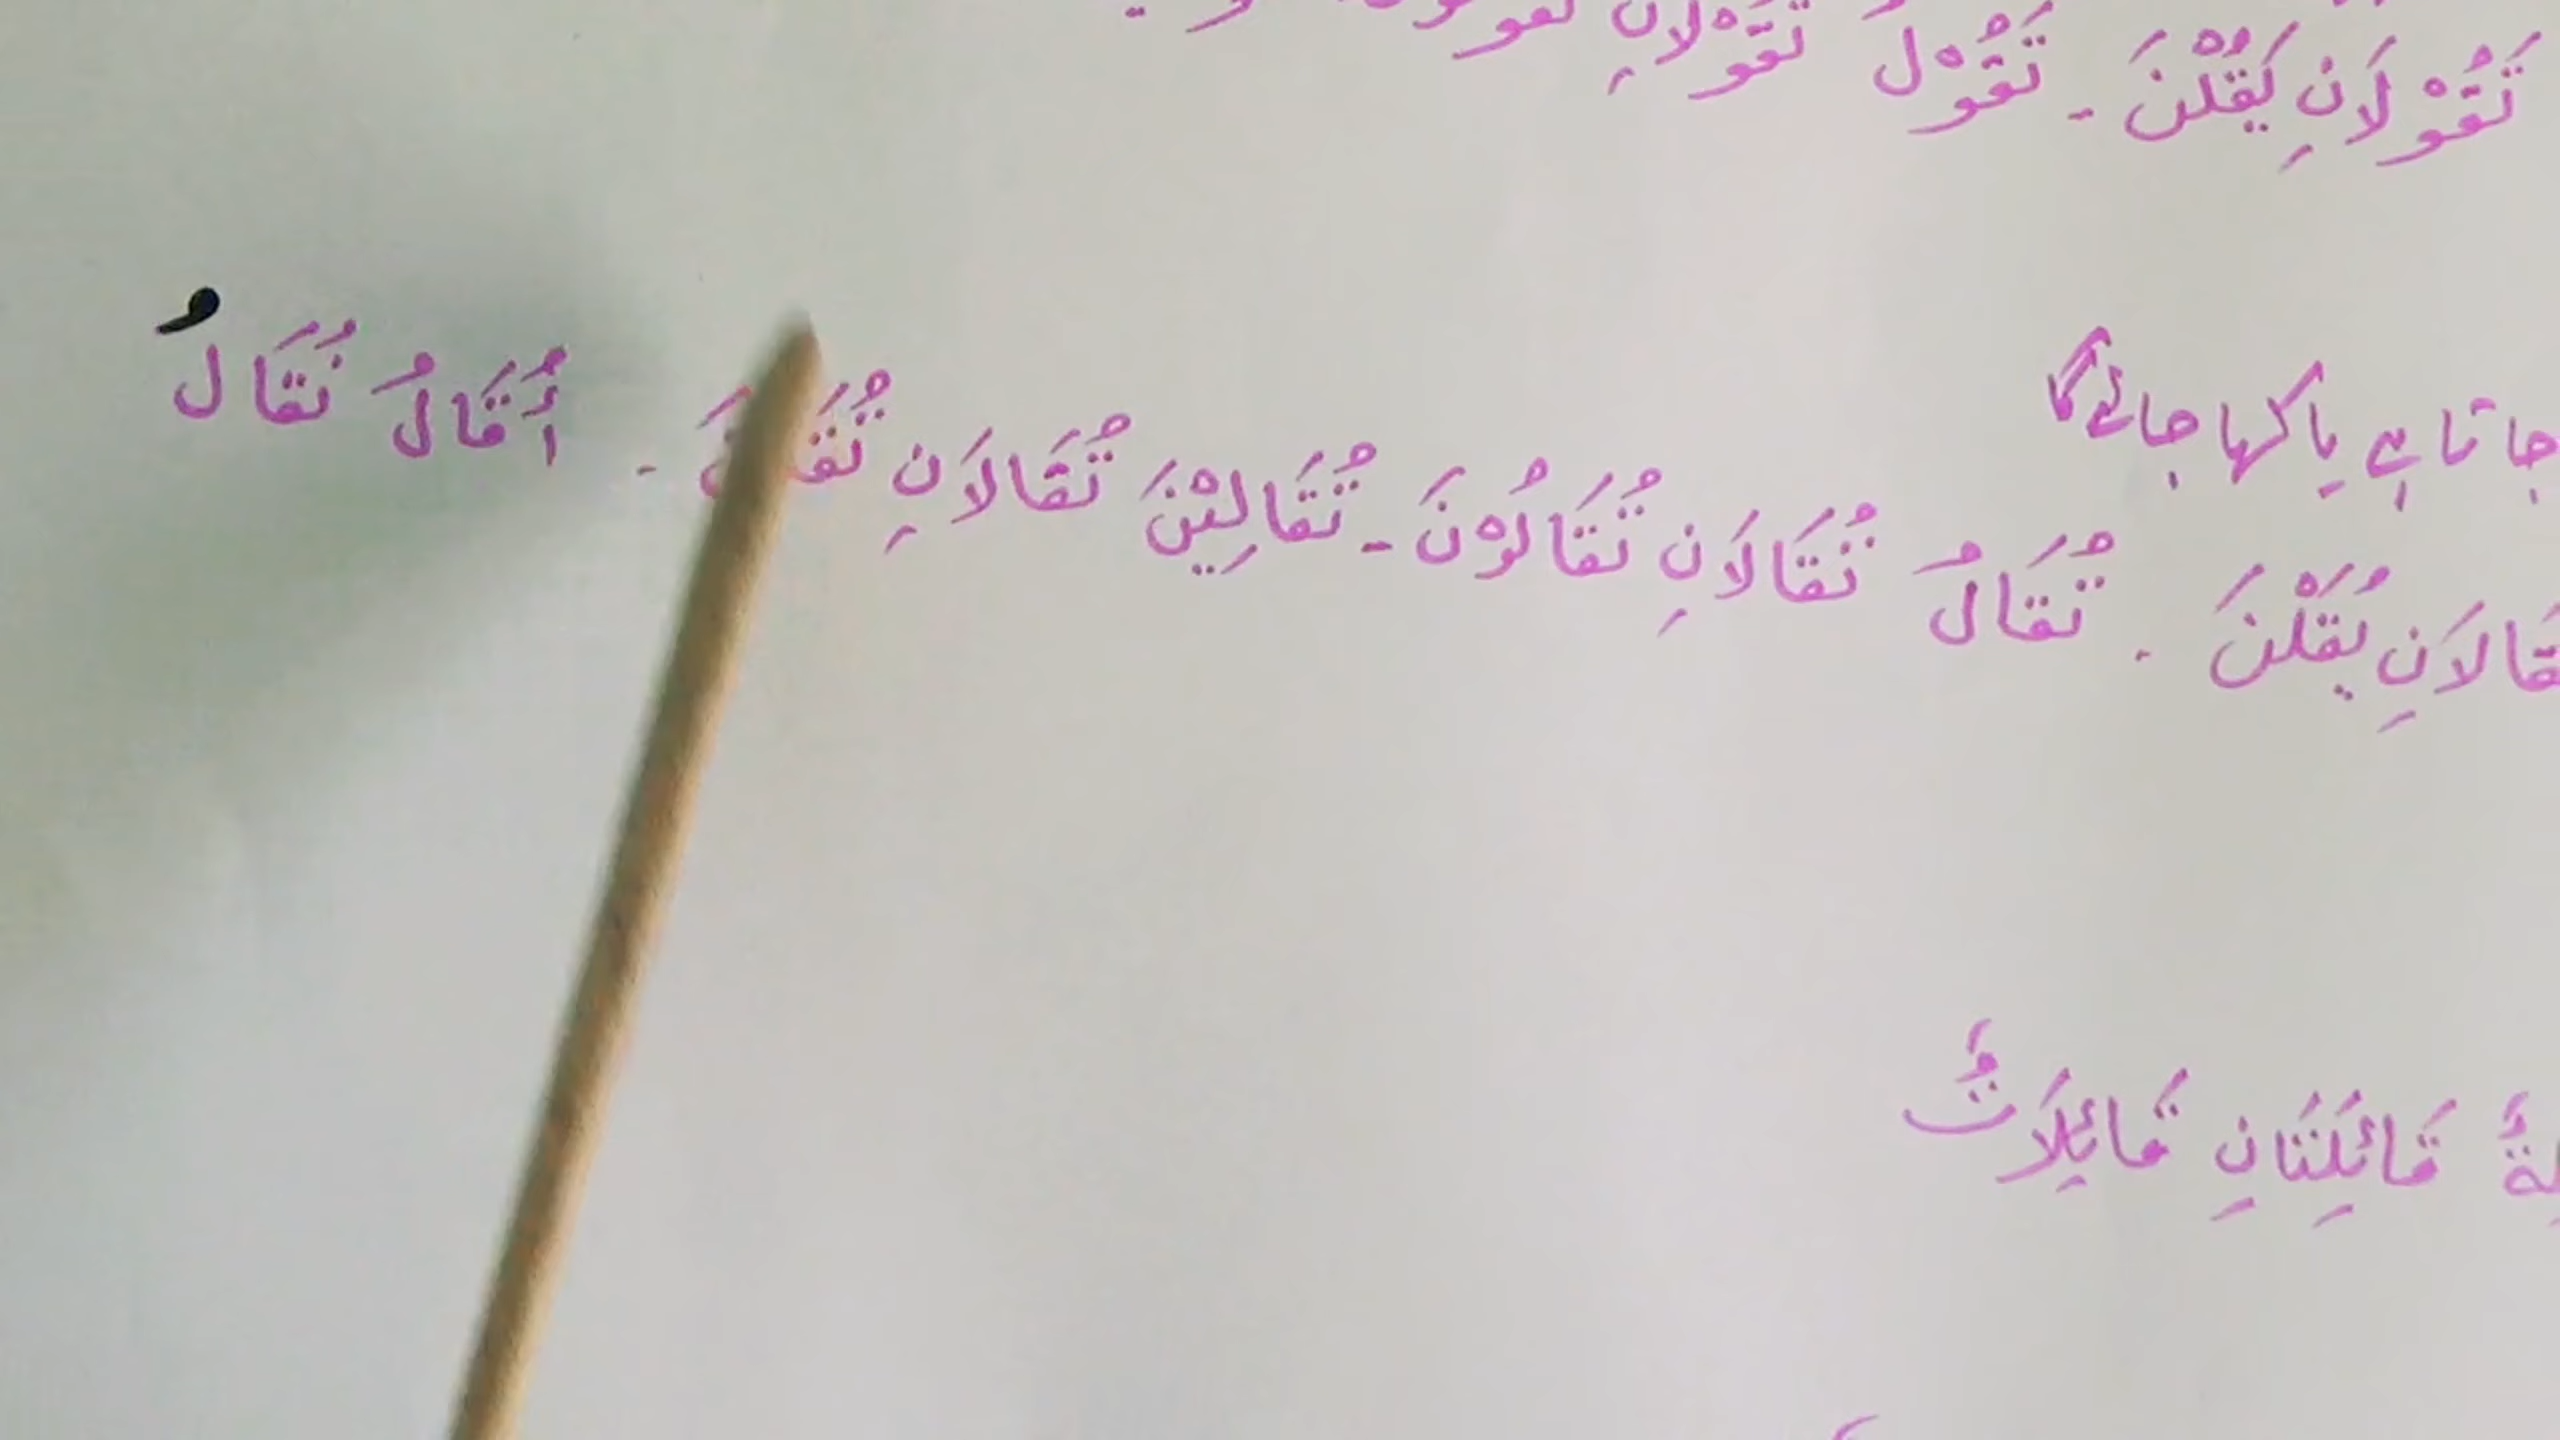 تَقُوْلَانِ يَقُلْنَ ۔ تَقُوْلُ تَقُوْلَانِ
جاتا ہے یا کہا جائے گا
يُقَلْنَ ۔ تُقَالُ تُقَالَانِ تُقَالُوْنَ ۔ تُقَالِيْنَ تُقَالَانِ ۔ أُقَالُ نُقَالُ
قَائِلَتَانِ قَائِلَاتٌ